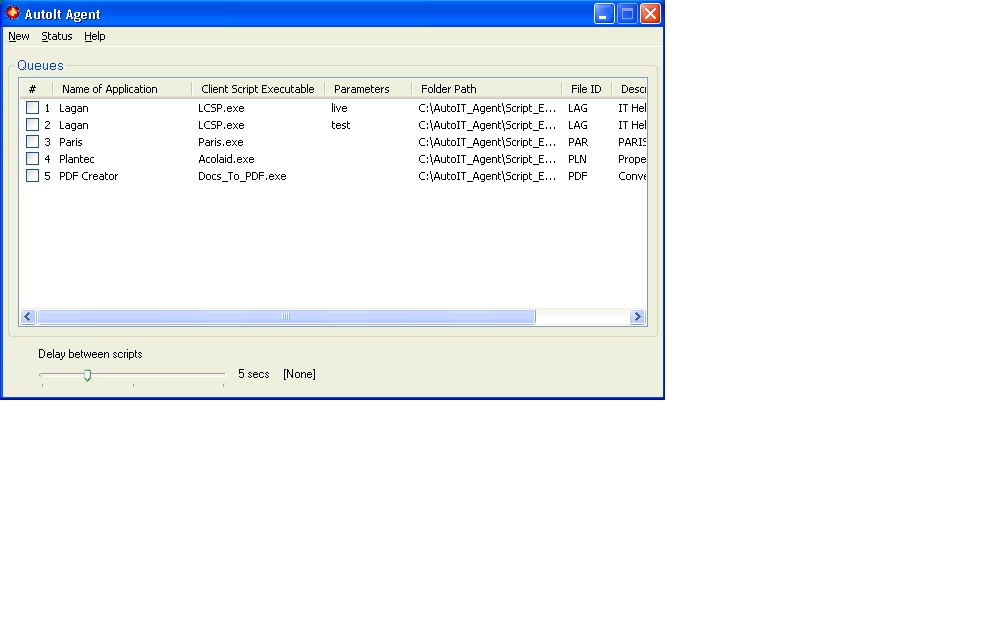 AutoIt Agent
New Status Help
Queues
# Name of Application Client Script Executable Parameters Folder Path File ID Descr
1 Lagan LCSP.exe live C:\AutoIT_Agent\Script_E... LAG IT Hel
2 Lagan LCSP.exe test C:\AutoIT_Agent\Script_E... LAG IT Hel
3 Paris Paris.exe C:\AutoIT_Agent\Script_E... PAR PARIS
4 Plantec Acolaid.exe C:\AutoIT_Agent\Script_E... PLN Prope
5 PDF Creator Docs_To_PDF.exe C:\AutoIT_Agent\Script_E... PDF Conve
Delay between scripts
5 secs [None]